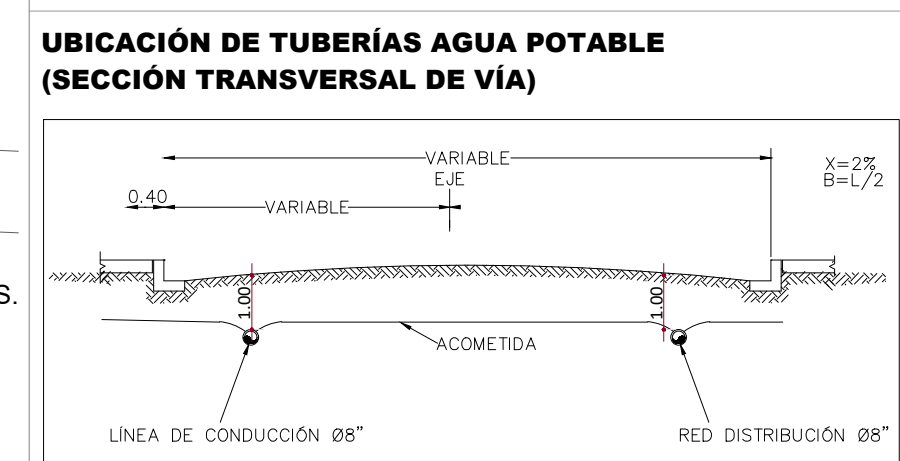 UBICACIÓN DE TUBERÍAS AGUA POTABLE
(SECCIÓN TRANSVERSAL DE VÍA)
VARIABLE
X=2%
B=L/2
EJE
0.40
VARIABLE
S.
1.00
1.00
ACOMETIDA
LÍNEA DE CONDUCCIÓN Ø8"
RED DISTRIBUCIÓN Ø8"